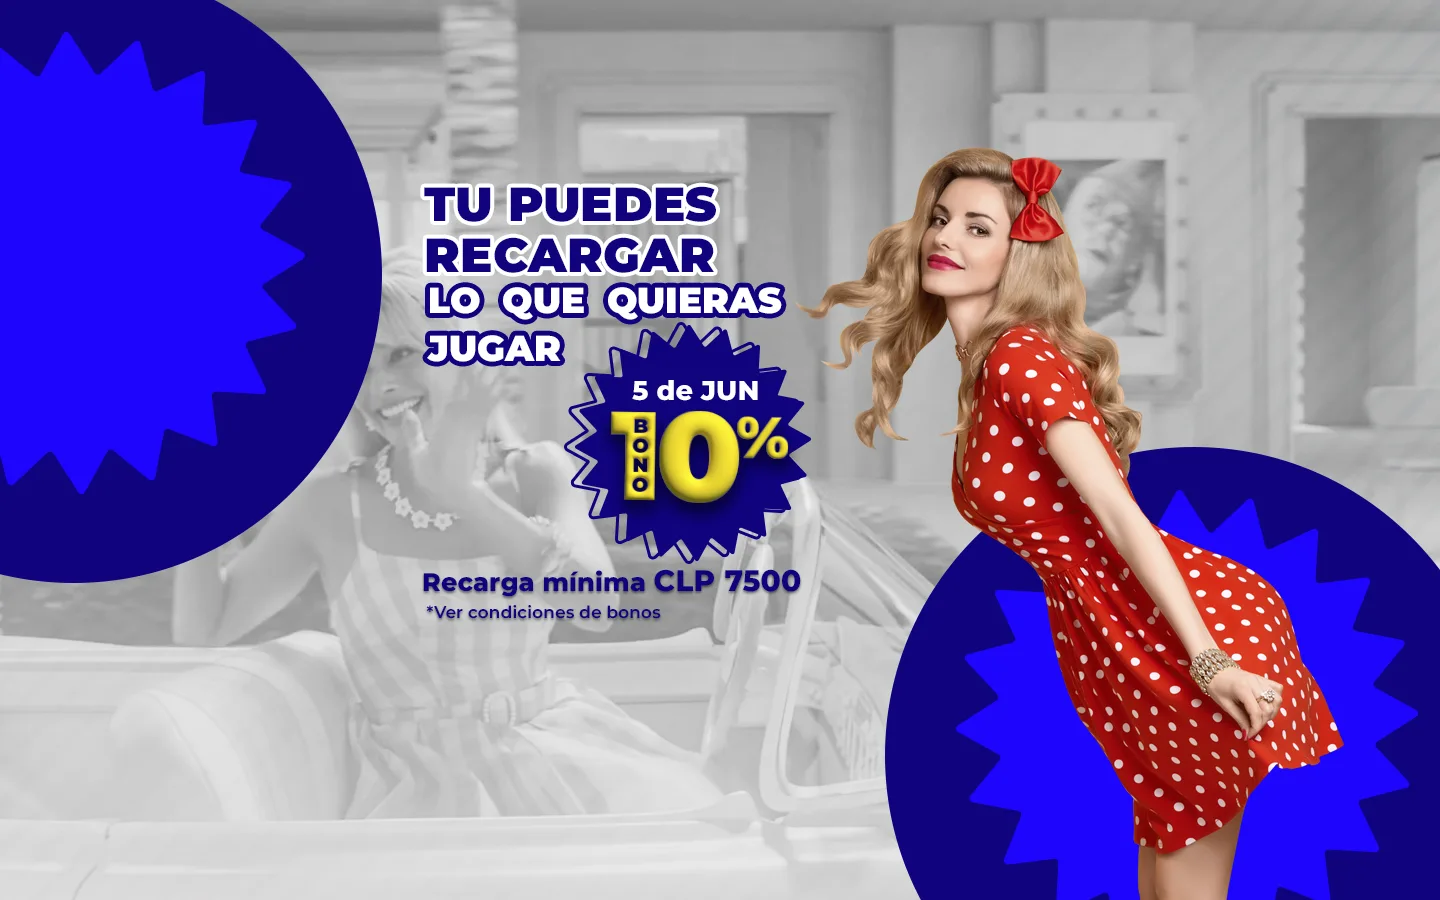 TU PUEDES
RECARGAR
LO QUE QUIERAS
JUGAR
5 de JUN
10%
BONO
Recarga mínima CLP 7500
*Ver condiciones de bonos